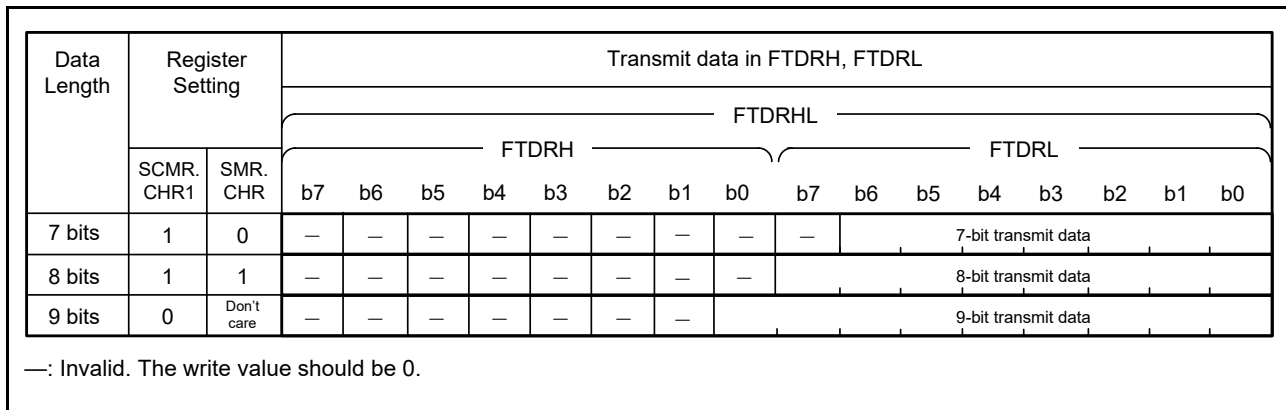 Data Length Register Setting Transmit data in FTDRH, FTDRL
FTDRHL
FTDRH FTDRL
SCMR. CHR1 SMR. CHR b7 b6 b5 b4 b3 b2 b1 b0 b7 b6 b5 b4 b3 b2 b1 b0
7 bits 1 0 — — — — — — — — — 7-bit transmit data
8 bits 1 1 — — — — — — — — 8-bit transmit data
9 bits 0 Don't care — — — — — — — 9-bit transmit data
—: Invalid. The write value should be 0.